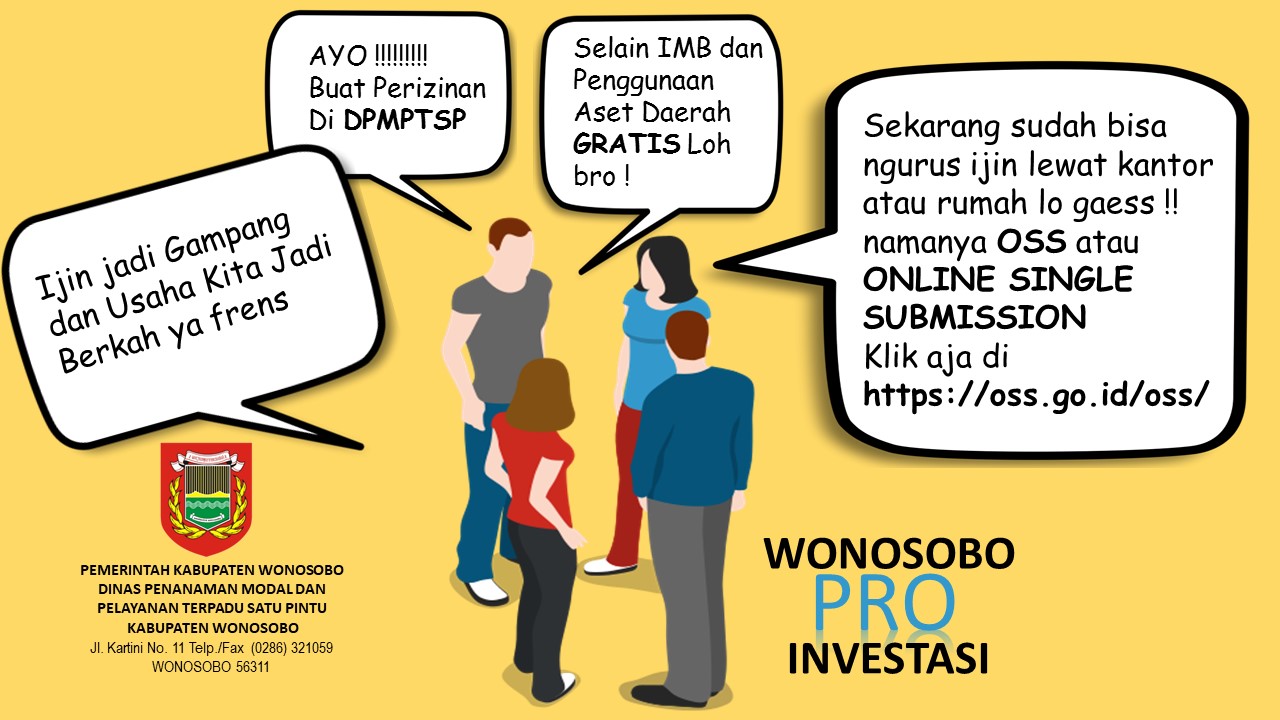 AYO !!!!!!!!!
Buat Perizinan
Di DPMPTSP
Selain IMB dan
Penggunaan
Aset Daerah
GRATIS Loh
bro !
Sekarang sudah bisa
ngurus ijin lewat kantor
atau rumah lo gaess !!
namanya OSS atau
ONLINE SINGLE
SUBMISSION
Klik aja di
https://oss.go.id/oss/
Ijin jadi Gampang
dan Usaha Kita Jadi
Berkah ya frens
PEMERINTAH KABUPATEN WONOSOBO
DINAS PENANAMAN MODAL DAN
PELAYANAN TERPADU SATU PINTU
KABUPATEN WONOSOBO
Jl. Kartini No. 11 Telp./Fax (0286) 321059
WONOSOBO 56311
WONOSOBO
PRO
INVESTASI